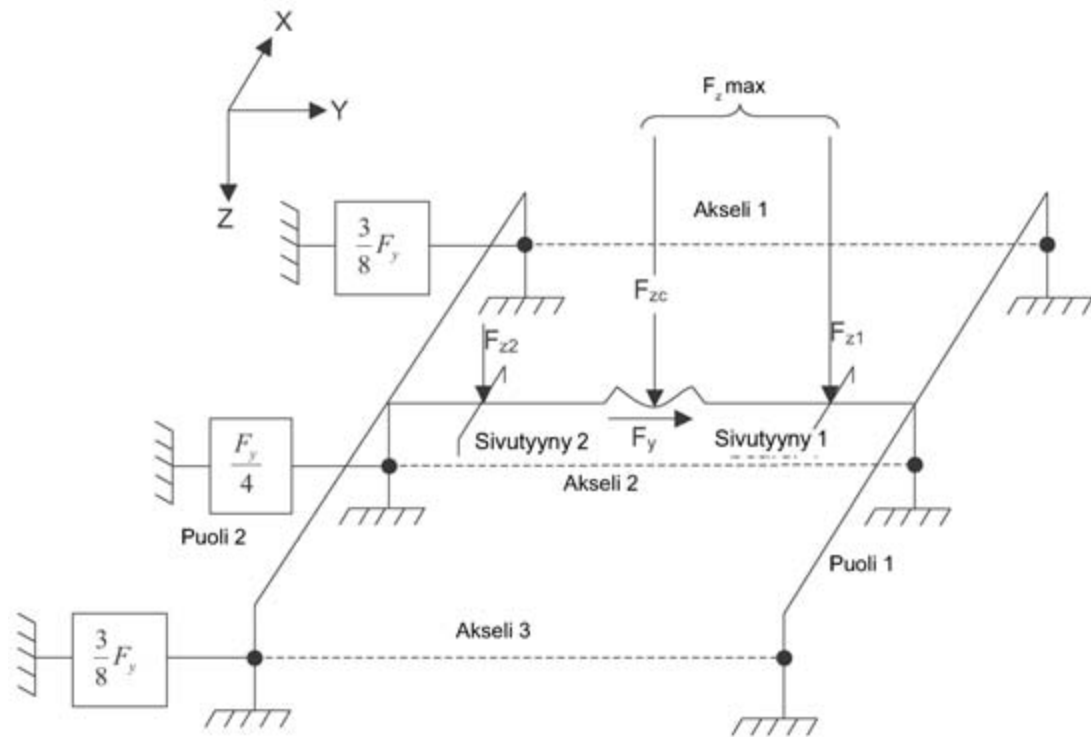 X
Y
Z
F_z max
Akseli 1
3/8 F_y
F_zc
F_z2
F_z1
Sivutyyny 2
F_y
Sivutyyny 1
F_y/4
Akseli 2
Puoli 2
Puoli 1
Akseli 3
3/8 F_y